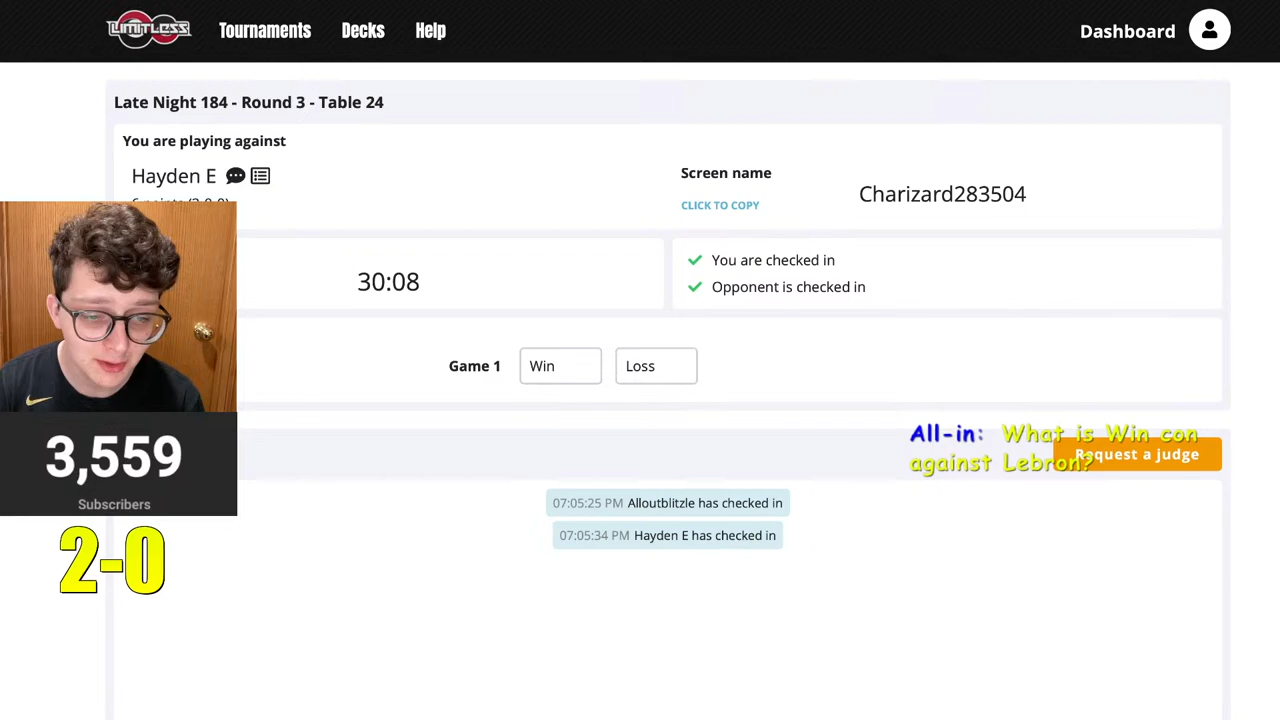 LIMITLESS
Tournaments
Decks
Help
Dashboard
Late Night 184 - Round 3 - Table 24
You are playing against
Hayden E
Screen name
CLICK TO COPY
Charizard283504
30:08
You are checked in
Opponent is checked in
Game 1
Win
Loss
All-in: What is Win con
against Lebron?
Request a judge
3,559
Subscribers
2-0
07:05:25 PM Alloutblitzle has checked in
07:05:34 PM Hayden E has checked in